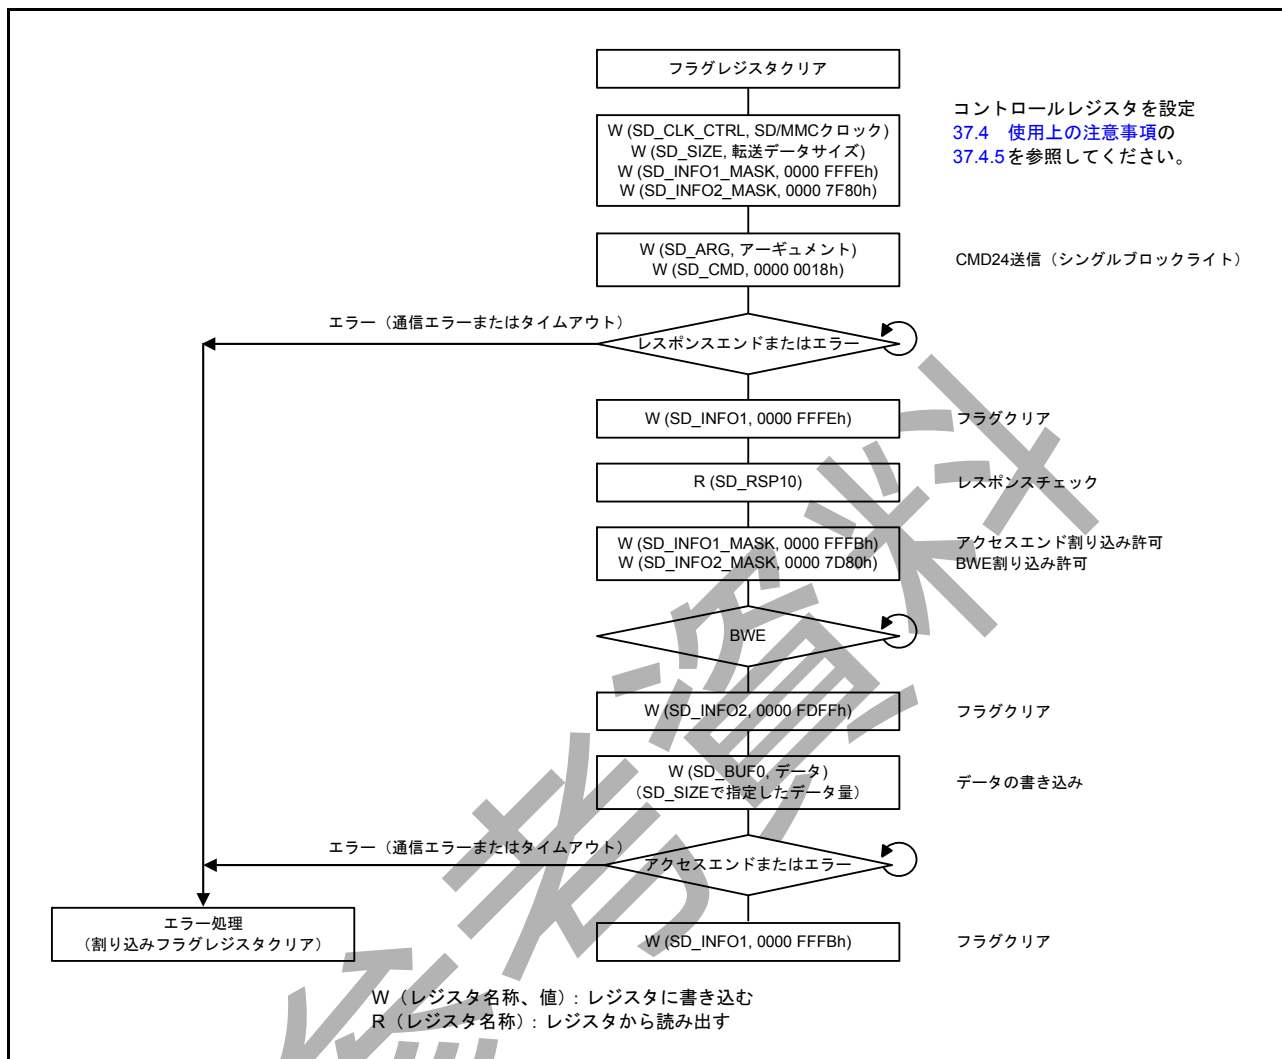 フラグレジスタクリア
W (SD_CLK_CTRL, SD/MMCクロック)
W (SD_SIZE, 転送データサイズ)
W (SD_INFO1_MASK, 0000 FFFEh)
W (SD_INFO2_MASK, 0000 7F80h)
コントロールレジスタを設定
37.4　使用上の注意事項の
37.4.5を参照してください。
W (SD_ARG, アーギュメント)
W (SD_CMD, 0000 0018h)
CMD24送信（シングルブロックライト）
エラー（通信エラーまたはタイムアウト）
レスポンスエンドまたはエラー
W (SD_INFO1, 0000 FFFEh)
フラグクリア
R (SD_RSP10)
レスポンスチェック
W (SD_INFO1_MASK, 0000 FFFBh)
W (SD_INFO2_MASK, 0000 7D80h)
アクセスエンド割り込み許可
BWE割り込み許可
BWE
W (SD_INFO2, 0000 FDFFh)
フラグクリア
W (SD_BUF0, データ)
（SD_SIZEで指定したデータ量）
データの書き込み
エラー（通信エラーまたはタイムアウト）
アクセスエンドまたはエラー
エラー処理
（割り込みフラグレジスタクリア）
W (SD_INFO1, 0000 FFFBh)
フラグクリア
W（レジスタ名称、値）: レジスタに書き込む
R（レジスタ名称）: レジスタから読み出す
参考資料